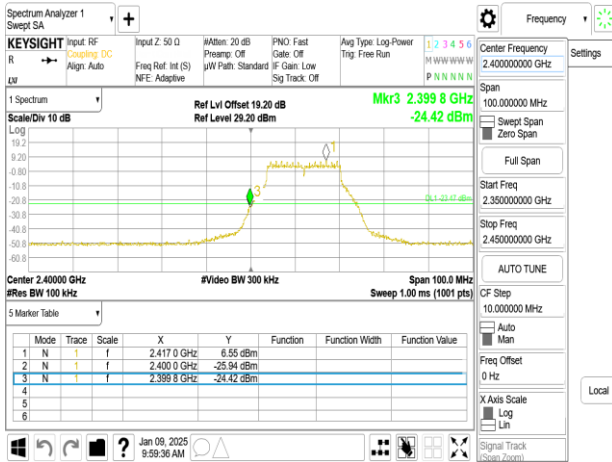 Spectrum Analyzer 1
Swept SA
+
Frequency
KEYSIGHT
R
Input: RF
Coupling: DC
Align: Auto
Input Z: 50 Ω
Freq Ref: Int (S)
NFE: Adaptive
#Atten: 20 dB
Preamp: Off
µW Path: Standard
PNO: Fast
Gate: Off
IF Gain: Low
Sig Track: Off
Avg Type: Log-Power
Trig: Free Run
1 2 3 4 5 6
M W W W W W
P N N N N N
1 Spectrum
Scale/Div 10 dB
Ref Lvl Offset 19.20 dB
Ref Level 29.20 dBm
Mkr3 2.399 8 GHz
-24.42 dBm
Log
19.2
9.20
-0.80
-10.8
-20.8
-30.8
-40.8
-50.8
-60.8
1
3
Center 2.40000 GHz
#Res BW 100 kHz
#Video BW 300 kHz
Span 100.0 MHz
Sweep 1.00 ms (1001 pts)
5 Marker Table
Mode Trace Scale X Y Function Function Width Function Value
1 N 1 f 2.417 0 GHz 6.55 dBm
2 N 1 f 2.400 0 GHz -25.94 dBm
3 N 1 f 2.399 8 GHz -24.42 dBm
4
5
6
Jan 09, 2025
9:59:36 AM
?
Center Frequency
2.400000000 GHz
Settings
Span
100.000000 MHz
Swept Span
Zero Span
Full Span
Start Freq
2.350000000 GHz
Stop Freq
2.450000000 GHz
AUTO TUNE
CF Step
10.000000 MHz
Auto
Man
Freq Offset
0 Hz
Local
X Axis Scale
Log
Lin
Signal Track
(Span Zoom)